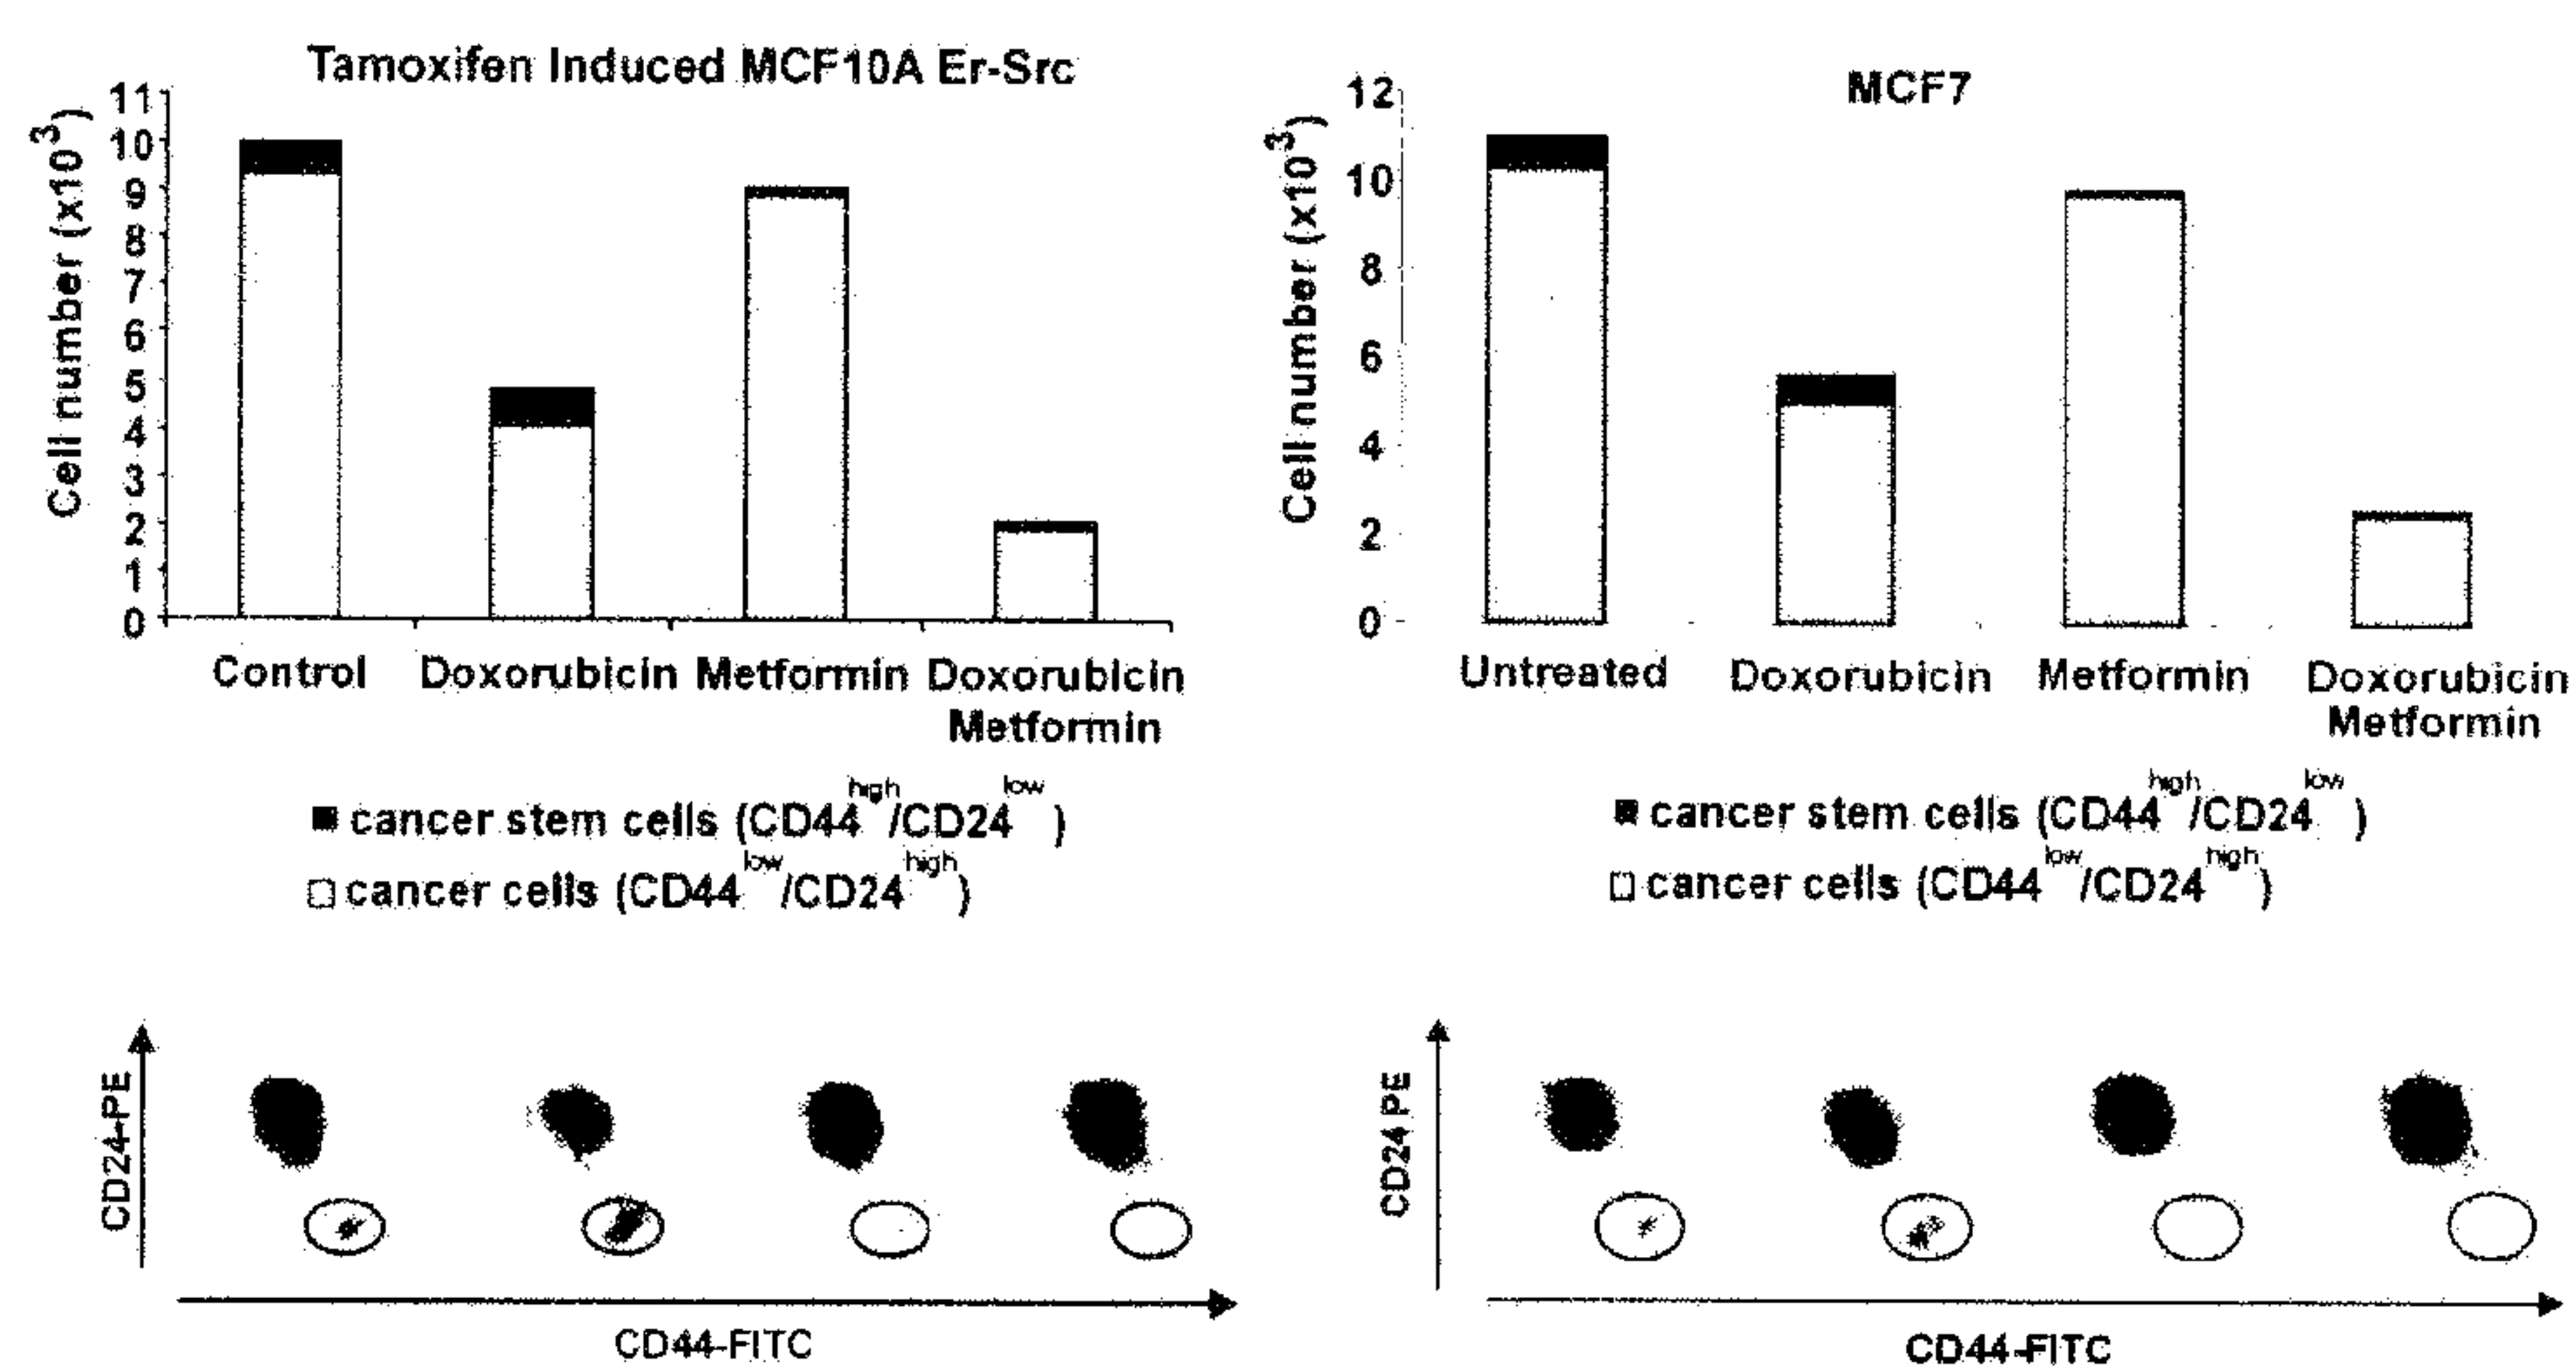 Tamoxifen Induced MCF10A Er-Src
Cell number (x10³)
11
10
9
8
7
6
5
4
3
2
1
0
Control Doxorubicin Metformin Doxorubicin
Metformin
cancer stem cells (CD44high/CD24low)
cancer cells (CD44low/CD24high)
MCF7
Cell number (x10³)
12
10
8
6
4
2
0
Untreated Doxorubicin Metformin Doxorubicin
Metformin
cancer stem cells (CD44high/CD24low)
cancer cells (CD44low/CD24high)
CD24-PE
CD44-FITC
CD24 PE
CD44-FITC